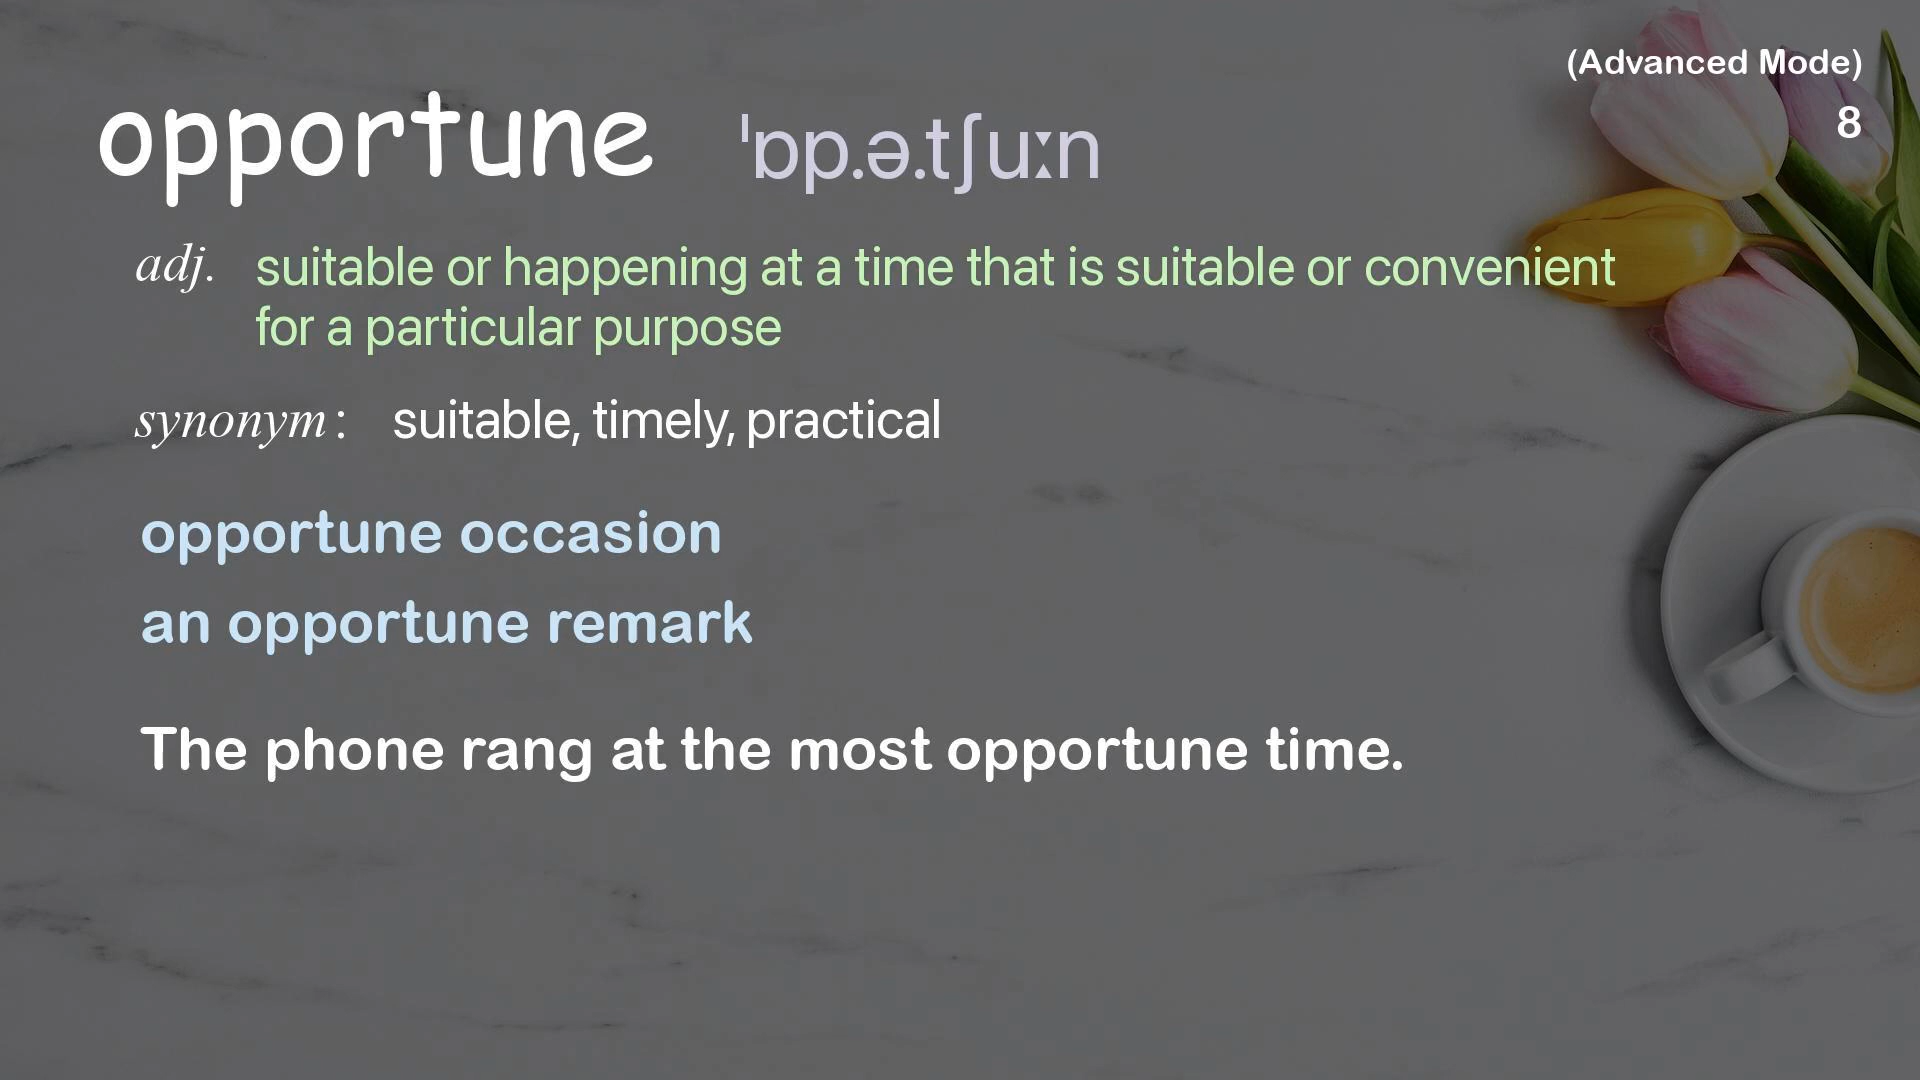 (Advanced Mode)
8
opportune ˈɒp.ə.tʃuːn
adj. suitable or happening at a time that is suitable or convenient
for a particular purpose
synonym : suitable, timely, practical
opportune occasion
an opportune remark
The phone rang at the most opportune time.